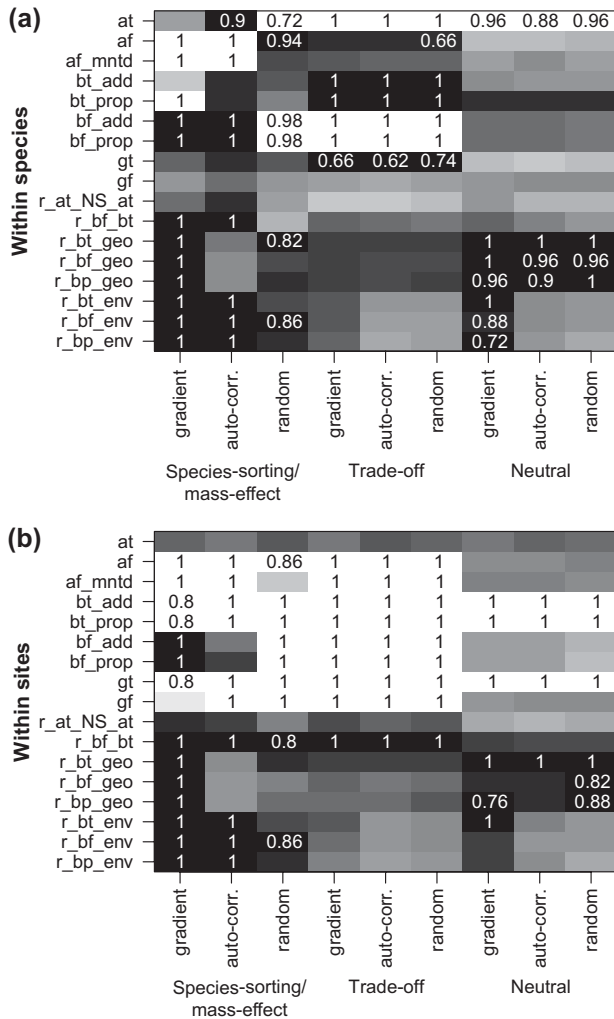 (a)
Within species
at 0.9 0.72 1 1 1 0.96 0.88 0.96
af 1 1 0.94 0.66
af_mntd 1 1
bt_add 1 1 1
bt_prop 1 1 1 1
bf_add 1 1 0.98 1 1 1
bf_prop 1 1 0.98 1 1 1
gt 0.66 0.62 0.74
gf
r_at_NS_at
r_bf_bt 1 1
r_bt_geo 1 0.82 1 1 1
r_bf_geo 1 1 0.96 0.96
r_bp_geo 1 0.96 0.9 1
r_bt_env 1 1 1
r_bf_env 1 1 0.86 0.88
r_bp_env 1 1 0.72
gradient auto-corr. random gradient auto-corr. random gradient auto-corr. random
Species-sorting/ Trade-off Neutral
mass-effect
(b)
Within sites
at
af 1 1 0.86 1 1 1
af_mntd 1 1 1 1 1
bt_add 0.8 1 1 1 1 1 1 1 1
bt_prop 0.8 1 1 1 1 1 1 1 1
bf_add 1 1 1 1 1
bf_prop 1 1 1 1 1
gt 0.8 1 1 1 1 1 1 1 1
gf 1 1 1 1 1
r_at_NS_at
r_bf_bt 1 1 0.8 1 1 1
r_bt_geo 1 1 1 1
r_bf_geo 1 0.82
r_bp_geo 1 0.76 0.88
r_bt_env 1 1 1
r_bf_env 1 1 0.86
r_bp_env 1 1
gradient auto-corr. random gradient auto-corr. random gradient auto-corr. random
Species-sorting/ Trade-off Neutral
mass-effect